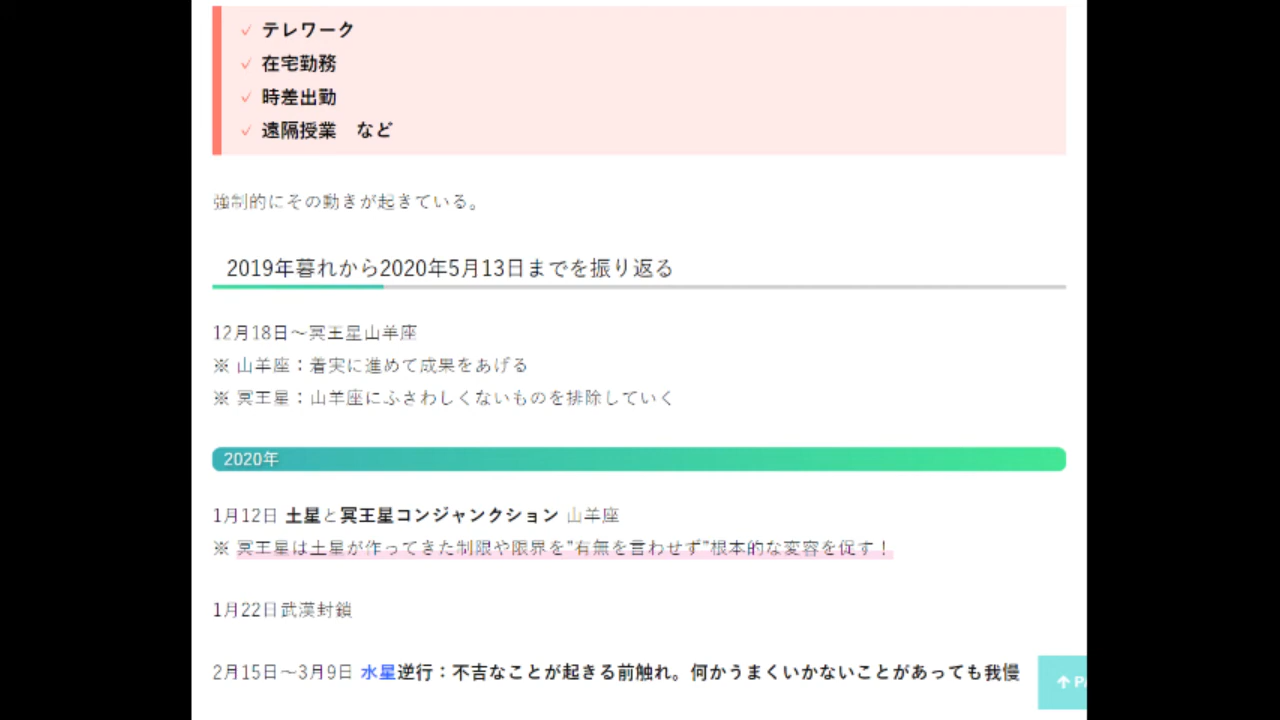 ✓ テレワーク
✓ 在宅勤務
✓ 時差出勤
✓ 遠隔授業　など
強制的にその動きが起きている。
2019年暮れから2020年5月13日までを振り返る
12月18日～冥王星山羊座
※ 山羊座：着実に進めて成果をあげる
※ 冥王星：山羊座にふさわしくないものを排除していく
2020年
1月12日 土星と冥王星コンジャンクション 山羊座
※ 冥王星は土星が作ってきた制限や限界を”有無を言わせず”根本的な変容を促す！
1月22日武漢封鎖
2月15日～3月9日 水星逆行：不吉なことが起きる前触れ。何かうまくいかないことがあっても我慢